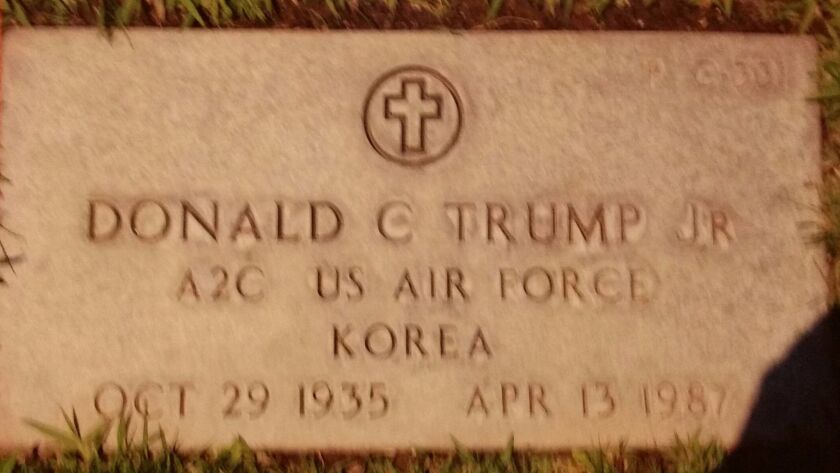 DONALD C TRUMP JR
A2C US AIR FORCE
KOREA
OCT 29 1935 APR 13 1987